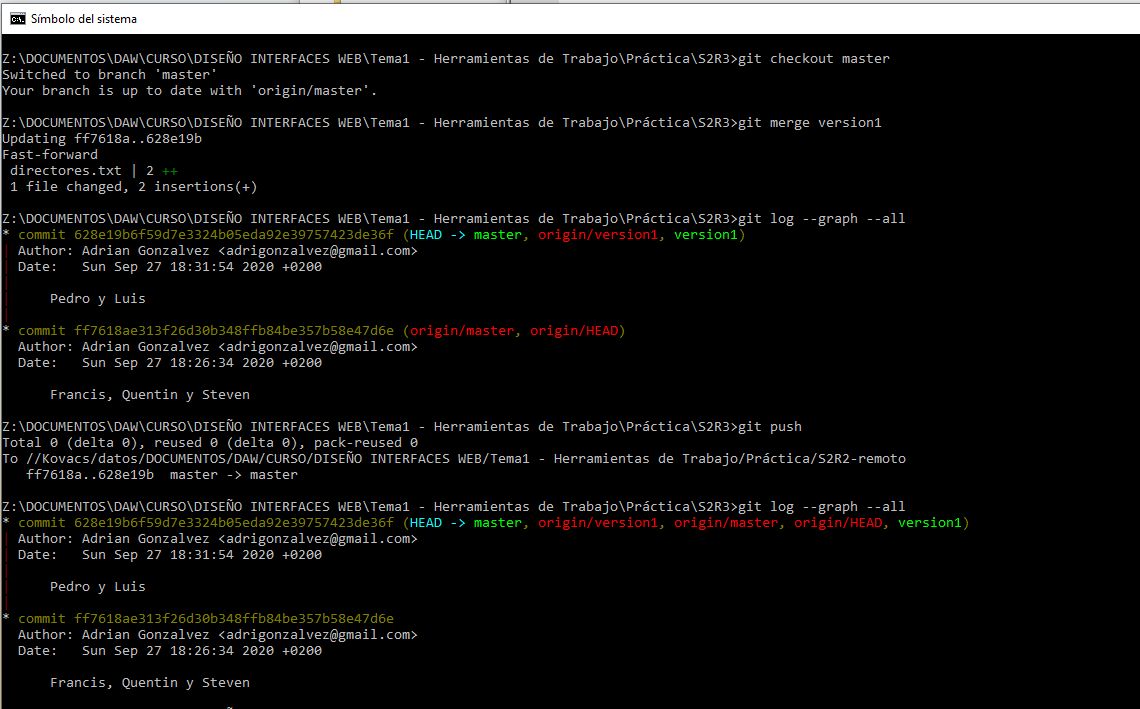 Símbolo del sistema
Z:\DOCUMENTOS\DAW\CURSO\DISEÑO INTERFACES WEB\Tema1 - Herramientas de Trabajo\Práctica\S2R3>git checkout master
Switched to branch 'master'
Your branch is up to date with 'origin/master'.
Z:\DOCUMENTOS\DAW\CURSO\DISEÑO INTERFACES WEB\Tema1 - Herramientas de Trabajo\Práctica\S2R3>git merge version1
Updating ff7618a..628e19b
Fast-forward
 directores.txt | 2 ++
 1 file changed, 2 insertions(+)
Z:\DOCUMENTOS\DAW\CURSO\DISEÑO INTERFACES WEB\Tema1 - Herramientas de Trabajo\Práctica\S2R3>git log --graph --all
* commit 628e19b6f59d7e3324b05eda92e39757423de36f (HEAD -> master, origin/version1, version1)
| Author: Adrian Gonzalvez <adrigonzalvez@gmail.com>
| Date:   Sun Sep 27 18:31:54 2020 +0200
|
|     Pedro y Luis
|
* commit ff7618ae313f26d30b348ffb84be357b58e47d6e (origin/master, origin/HEAD)
  Author: Adrian Gonzalvez <adrigonzalvez@gmail.com>
  Date:   Sun Sep 27 18:26:34 2020 +0200
      Francis, Quentin y Steven
Z:\DOCUMENTOS\DAW\CURSO\DISEÑO INTERFACES WEB\Tema1 - Herramientas de Trabajo\Práctica\S2R3>git push
Total 0 (delta 0), reused 0 (delta 0), pack-reused 0
To //Kovacs/datos/DOCUMENTOS/DAW/CURSO/DISEÑO INTERFACES WEB/Tema1 - Herramientas de Trabajo/Práctica/S2R2-remoto
   ff7618a..628e19b  master -> master
Z:\DOCUMENTOS\DAW\CURSO\DISEÑO INTERFACES WEB\Tema1 - Herramientas de Trabajo\Práctica\S2R3>git log --graph --all
* commit 628e19b6f59d7e3324b05eda92e39757423de36f (HEAD -> master, origin/version1, origin/master, origin/HEAD, version1)
| Author: Adrian Gonzalvez <adrigonzalvez@gmail.com>
| Date:   Sun Sep 27 18:31:54 2020 +0200
|
|     Pedro y Luis
|
* commit ff7618ae313f26d30b348ffb84be357b58e47d6e
  Author: Adrian Gonzalvez <adrigonzalvez@gmail.com>
  Date:   Sun Sep 27 18:26:34 2020 +0200
      Francis, Quentin y Steven